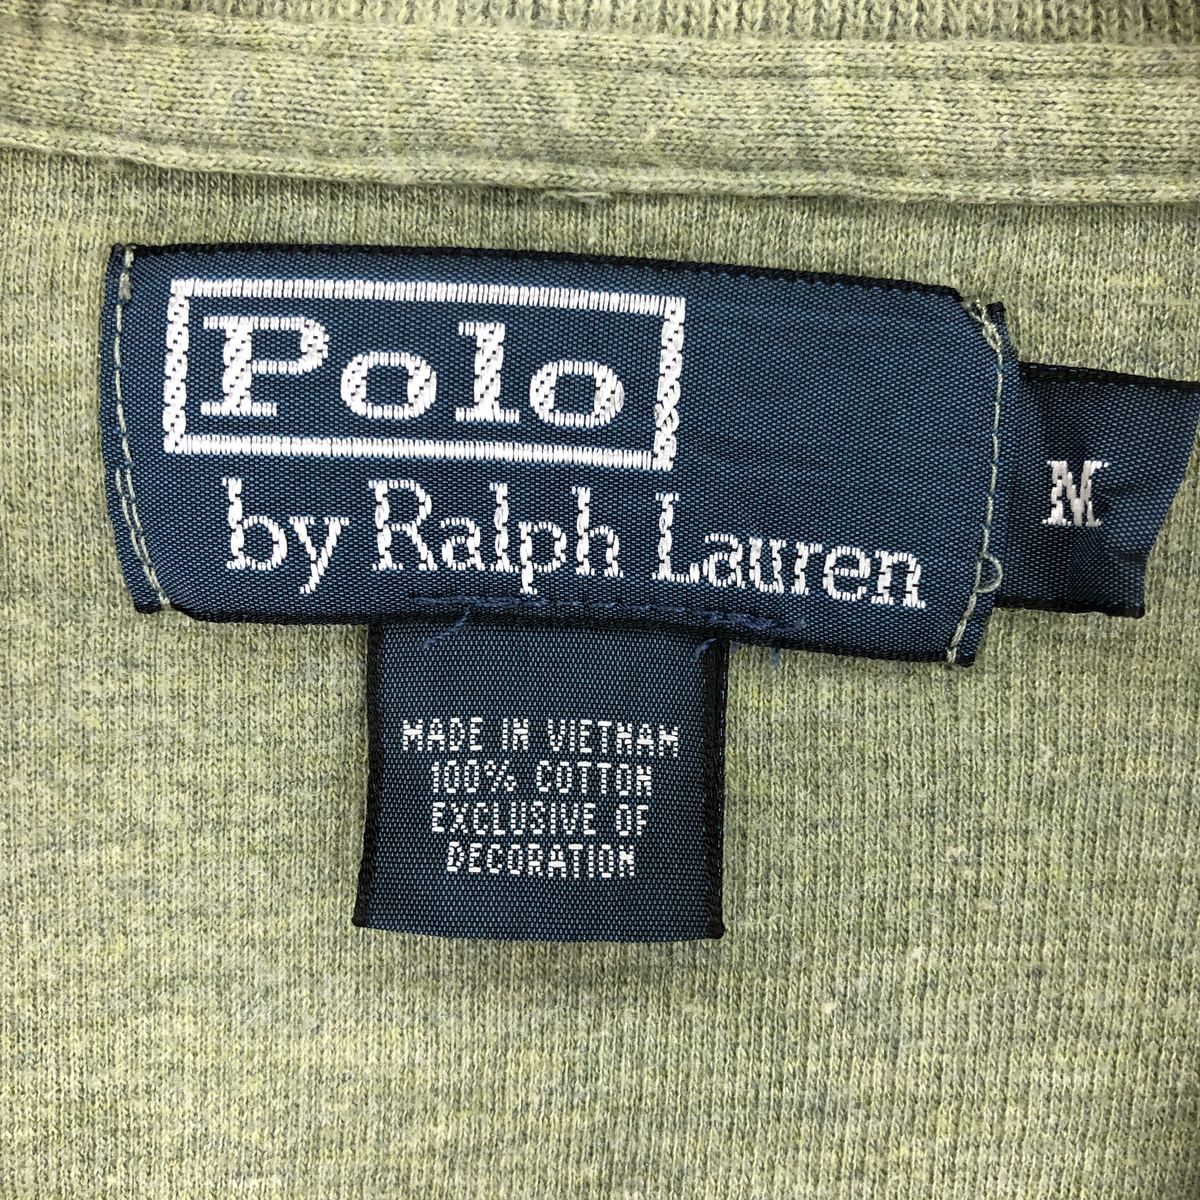 Polo
by Ralph Lauren
M
MADE IN VIETNAM
100% COTTON
EXCLUSIVE OF
DECORATION